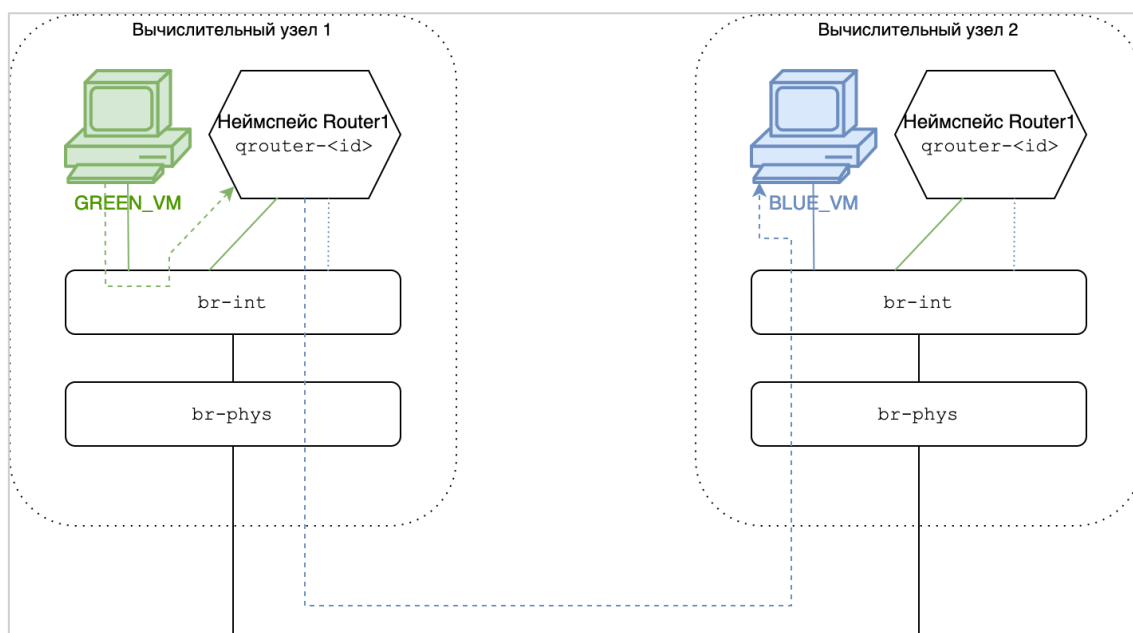 Вычислительный узел 1
Неймспейс Router1
qrouter-<id>
GREEN_VM
br-int
br-phys
Вычислительный узел 2
Неймспейс Router1
qrouter-<id>
BLUE_VM
br-int
br-phys